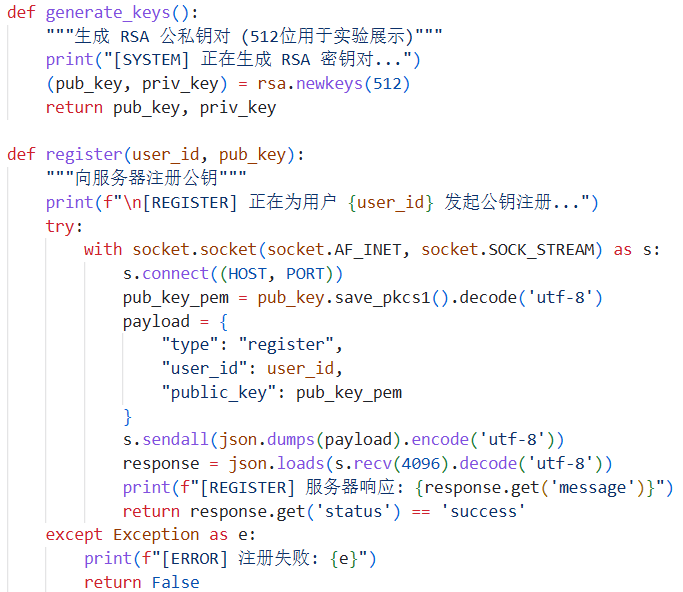 def generate_keys():
    """生成 RSA 公私钥对 (512位用于实验展示)"""
    print("[SYSTEM] 正在生成 RSA 密钥对...")
    (pub_key, priv_key) = rsa.newkeys(512)
    return pub_key, priv_key

def register(user_id, pub_key):
    """向服务器注册公钥"""
    print(f"\n[REGISTER] 正在为用户 {user_id} 发起公钥注册...")
    try:
        with socket.socket(socket.AF_INET, socket.SOCK_STREAM) as s:
            s.connect((HOST, PORT))
            pub_key_pem = pub_key.save_pkcs1().decode('utf-8')
            payload = {
                "type": "register",
                "user_id": user_id,
                "public_key": pub_key_pem
            }
            s.sendall(json.dumps(payload).encode('utf-8'))
            response = json.loads(s.recv(4096).decode('utf-8'))
            print(f"[REGISTER] 服务器响应: {response.get('message')}")
            return response.get('status') == 'success'
    except Exception as e:
        print(f"[ERROR] 注册失败: {e}")
        return False